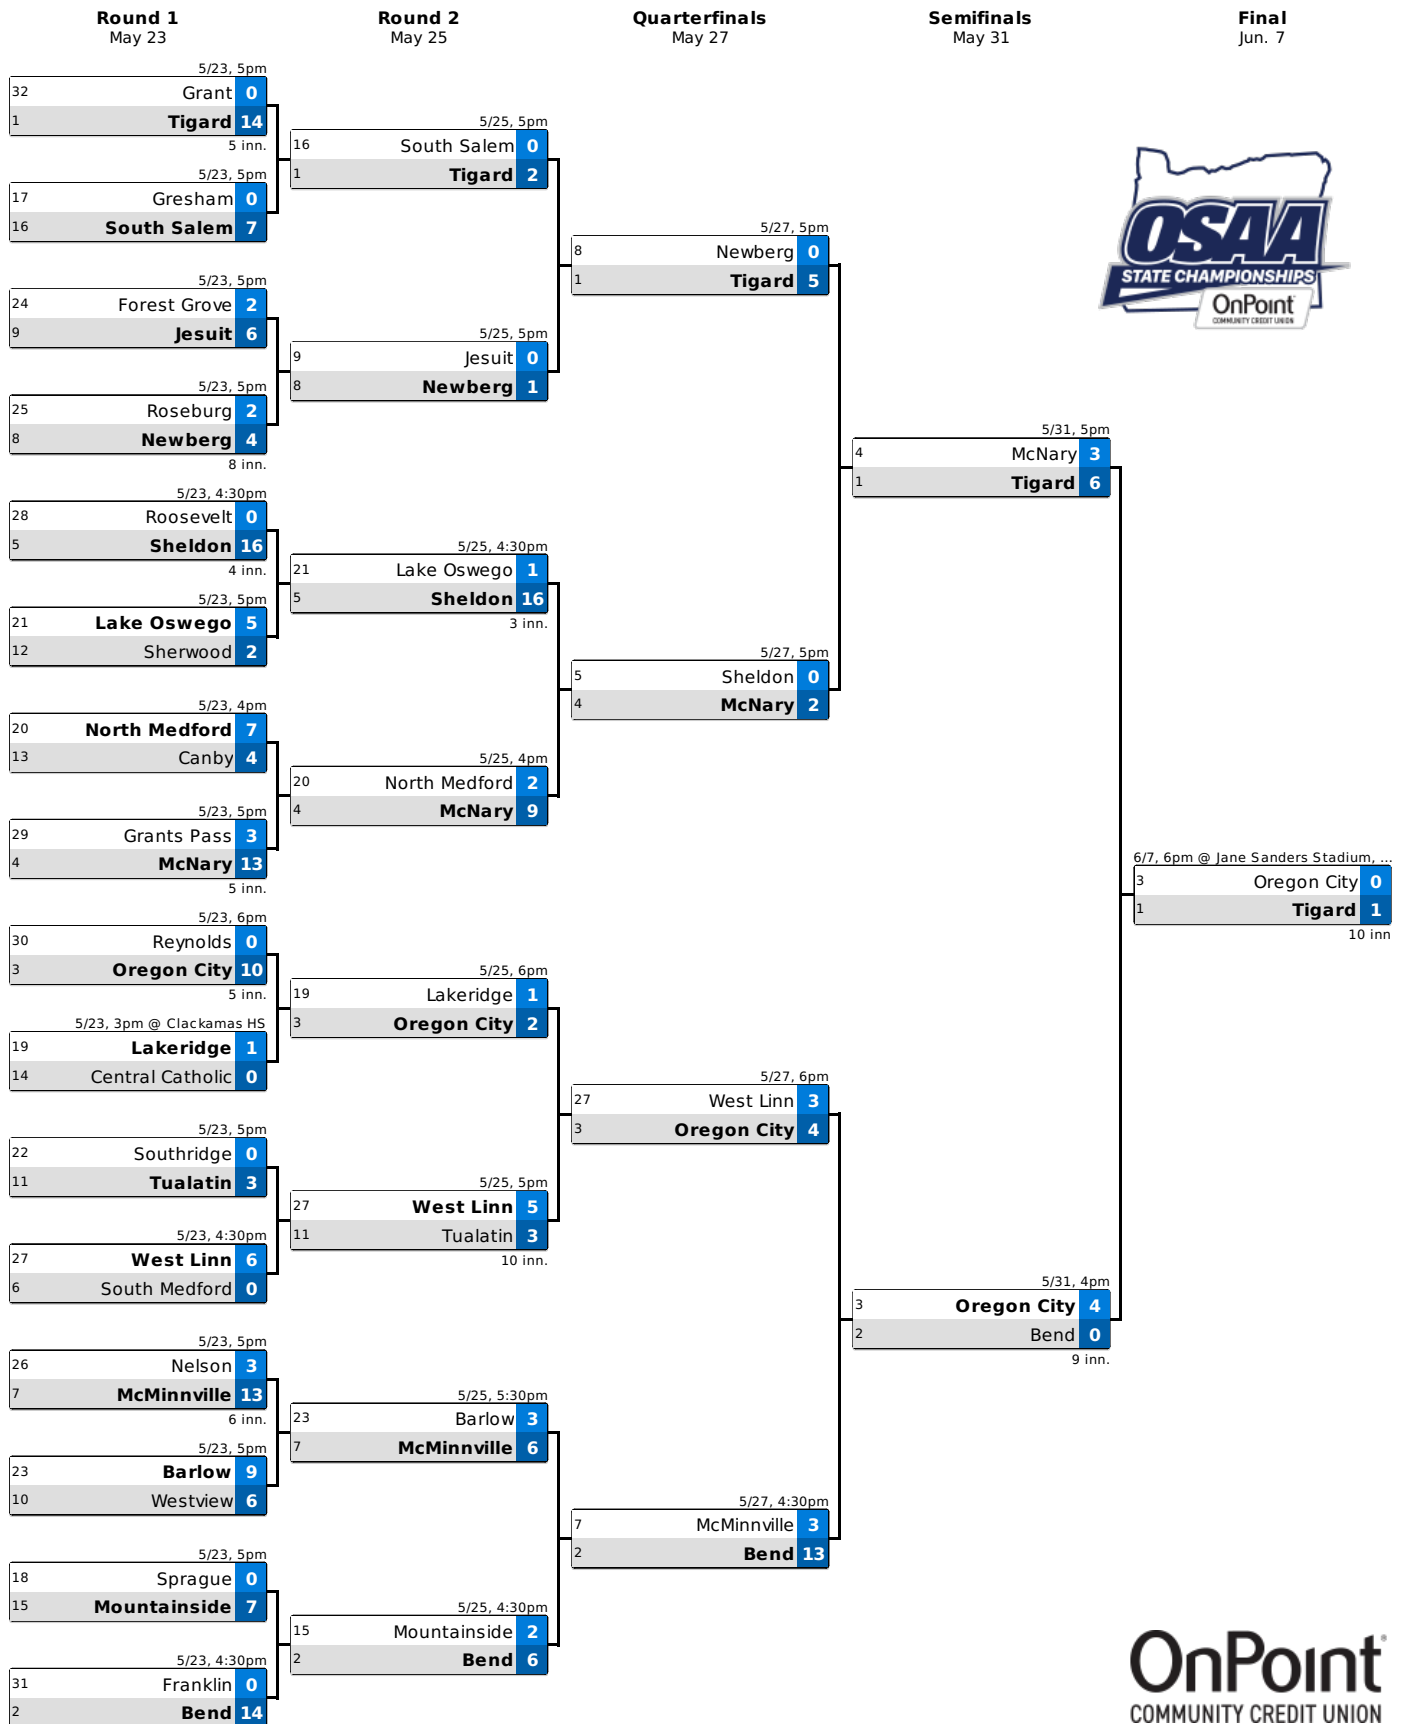 Round 1
May 23
Round 2
May 25
Quarterfinals
May 27
Semifinals
May 31
Final
Jun. 7
5/23, 5pm
32 Grant 0
1 Tigard 14
5 inn.
5/23, 5pm
17 Gresham 0
16 South Salem 7
5/23, 5pm
24 Forest Grove 2
9 Jesuit 6
5/23, 5pm
25 Roseburg 2
8 Newberg 4
8 inn.
5/23, 4:30pm
28 Roosevelt 0
5 Sheldon 16
4 inn.
5/23, 5pm
21 Lake Oswego 5
12 Sherwood 2
5/23, 4pm
20 North Medford 7
13 Canby 4
5/23, 5pm
29 Grants Pass 3
4 McNary 13
5 inn.
5/23, 6pm
30 Reynolds 0
3 Oregon City 10
5 inn.
5/23, 3pm @ Clackamas HS
19 Lakeridge 1
14 Central Catholic 0
5/23, 5pm
22 Southridge 0
11 Tualatin 3
5/23, 4:30pm
27 West Linn 6
6 South Medford 0
5/23, 5pm
26 Nelson 3
7 McMinnville 13
6 inn.
5/23, 5pm
23 Barlow 9
10 Westview 6
5/23, 5pm
18 Sprague 0
15 Mountainside 7
5/23, 4:30pm
31 Franklin 0
2 Bend 14
5/25, 5pm
16 South Salem 0
1 Tigard 2
5/25, 5pm
9 Jesuit 0
8 Newberg 1
5/25, 4:30pm
21 Lake Oswego 1
5 Sheldon 16
3 inn.
5/25, 4pm
20 North Medford 2
4 McNary 9
5/25, 6pm
19 Lakeridge 1
3 Oregon City 2
5/25, 5pm
27 West Linn 5
11 Tualatin 3
10 inn.
5/25, 5:30pm
23 Barlow 3
7 McMinnville 6
5/25, 4:30pm
15 Mountainside 2
2 Bend 6
5/27, 5pm
8 Newberg 0
1 Tigard 5
5/27, 5pm
5 Sheldon 0
4 McNary 2
5/27, 6pm
27 West Linn 3
3 Oregon City 4
5/27, 4:30pm
7 McMinnville 3
2 Bend 13
5/31, 5pm
4 McNary 3
1 Tigard 6
5/31, 4pm
3 Oregon City 4
2 Bend 0
9 inn.
6/7, 6pm @ Jane Sanders Stadium, ...
3 Oregon City 0
1 Tigard 1
10 inn
OSAA
STATE CHAMPIONSHIPS
OnPoint
COMMUNITY CREDIT UNION
OnPoint
COMMUNITY CREDIT UNION